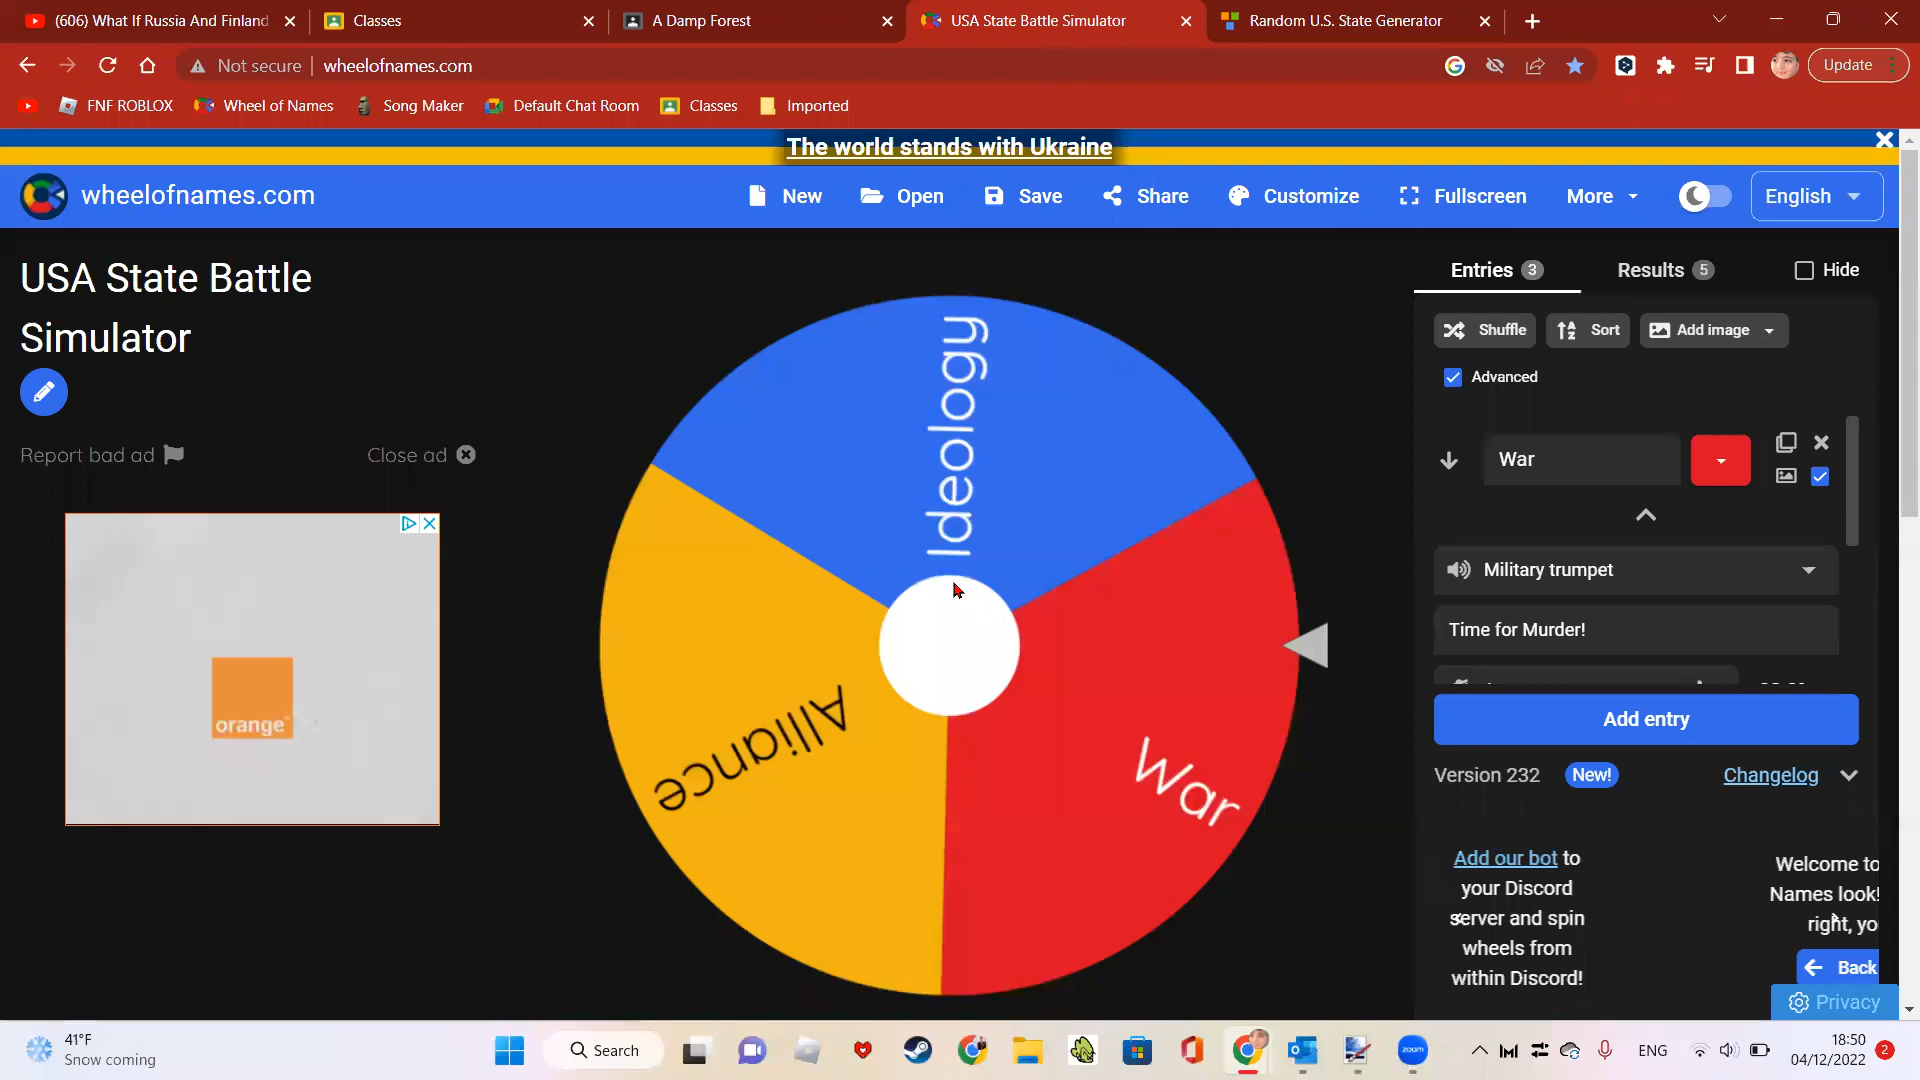 (606) What If Russia And Finland
Classes
A Damp Forest
USA State Battle Simulator
Random U.S. State Generator
Not secure
wheelofnames.com
Update
FNF ROBLOX
Wheel of Names
Song Maker
Default Chat Room
Classes
Imported
The world stands with Ukraine
wheelofnames.com
New
Open
Save
Share
Customize
Fullscreen
More
English
USA State Battle
Simulator
Entries 3
Results 5
Hide
Shuffle
Sort
Add image
Advanced
Report bad ad
Close ad
War
Military trumpet
Time for Murder!
orange
Ideology
Alliance
War
Add entry
Version 232
New!
Changelog
Add our bot to
your Discord
server and spin
wheels from
within Discord!
Welcome to
Names look!
right, yo
Back
Privacy
41°F
Snow coming
Search
zoom
ENG
18:50
04/12/2022
2